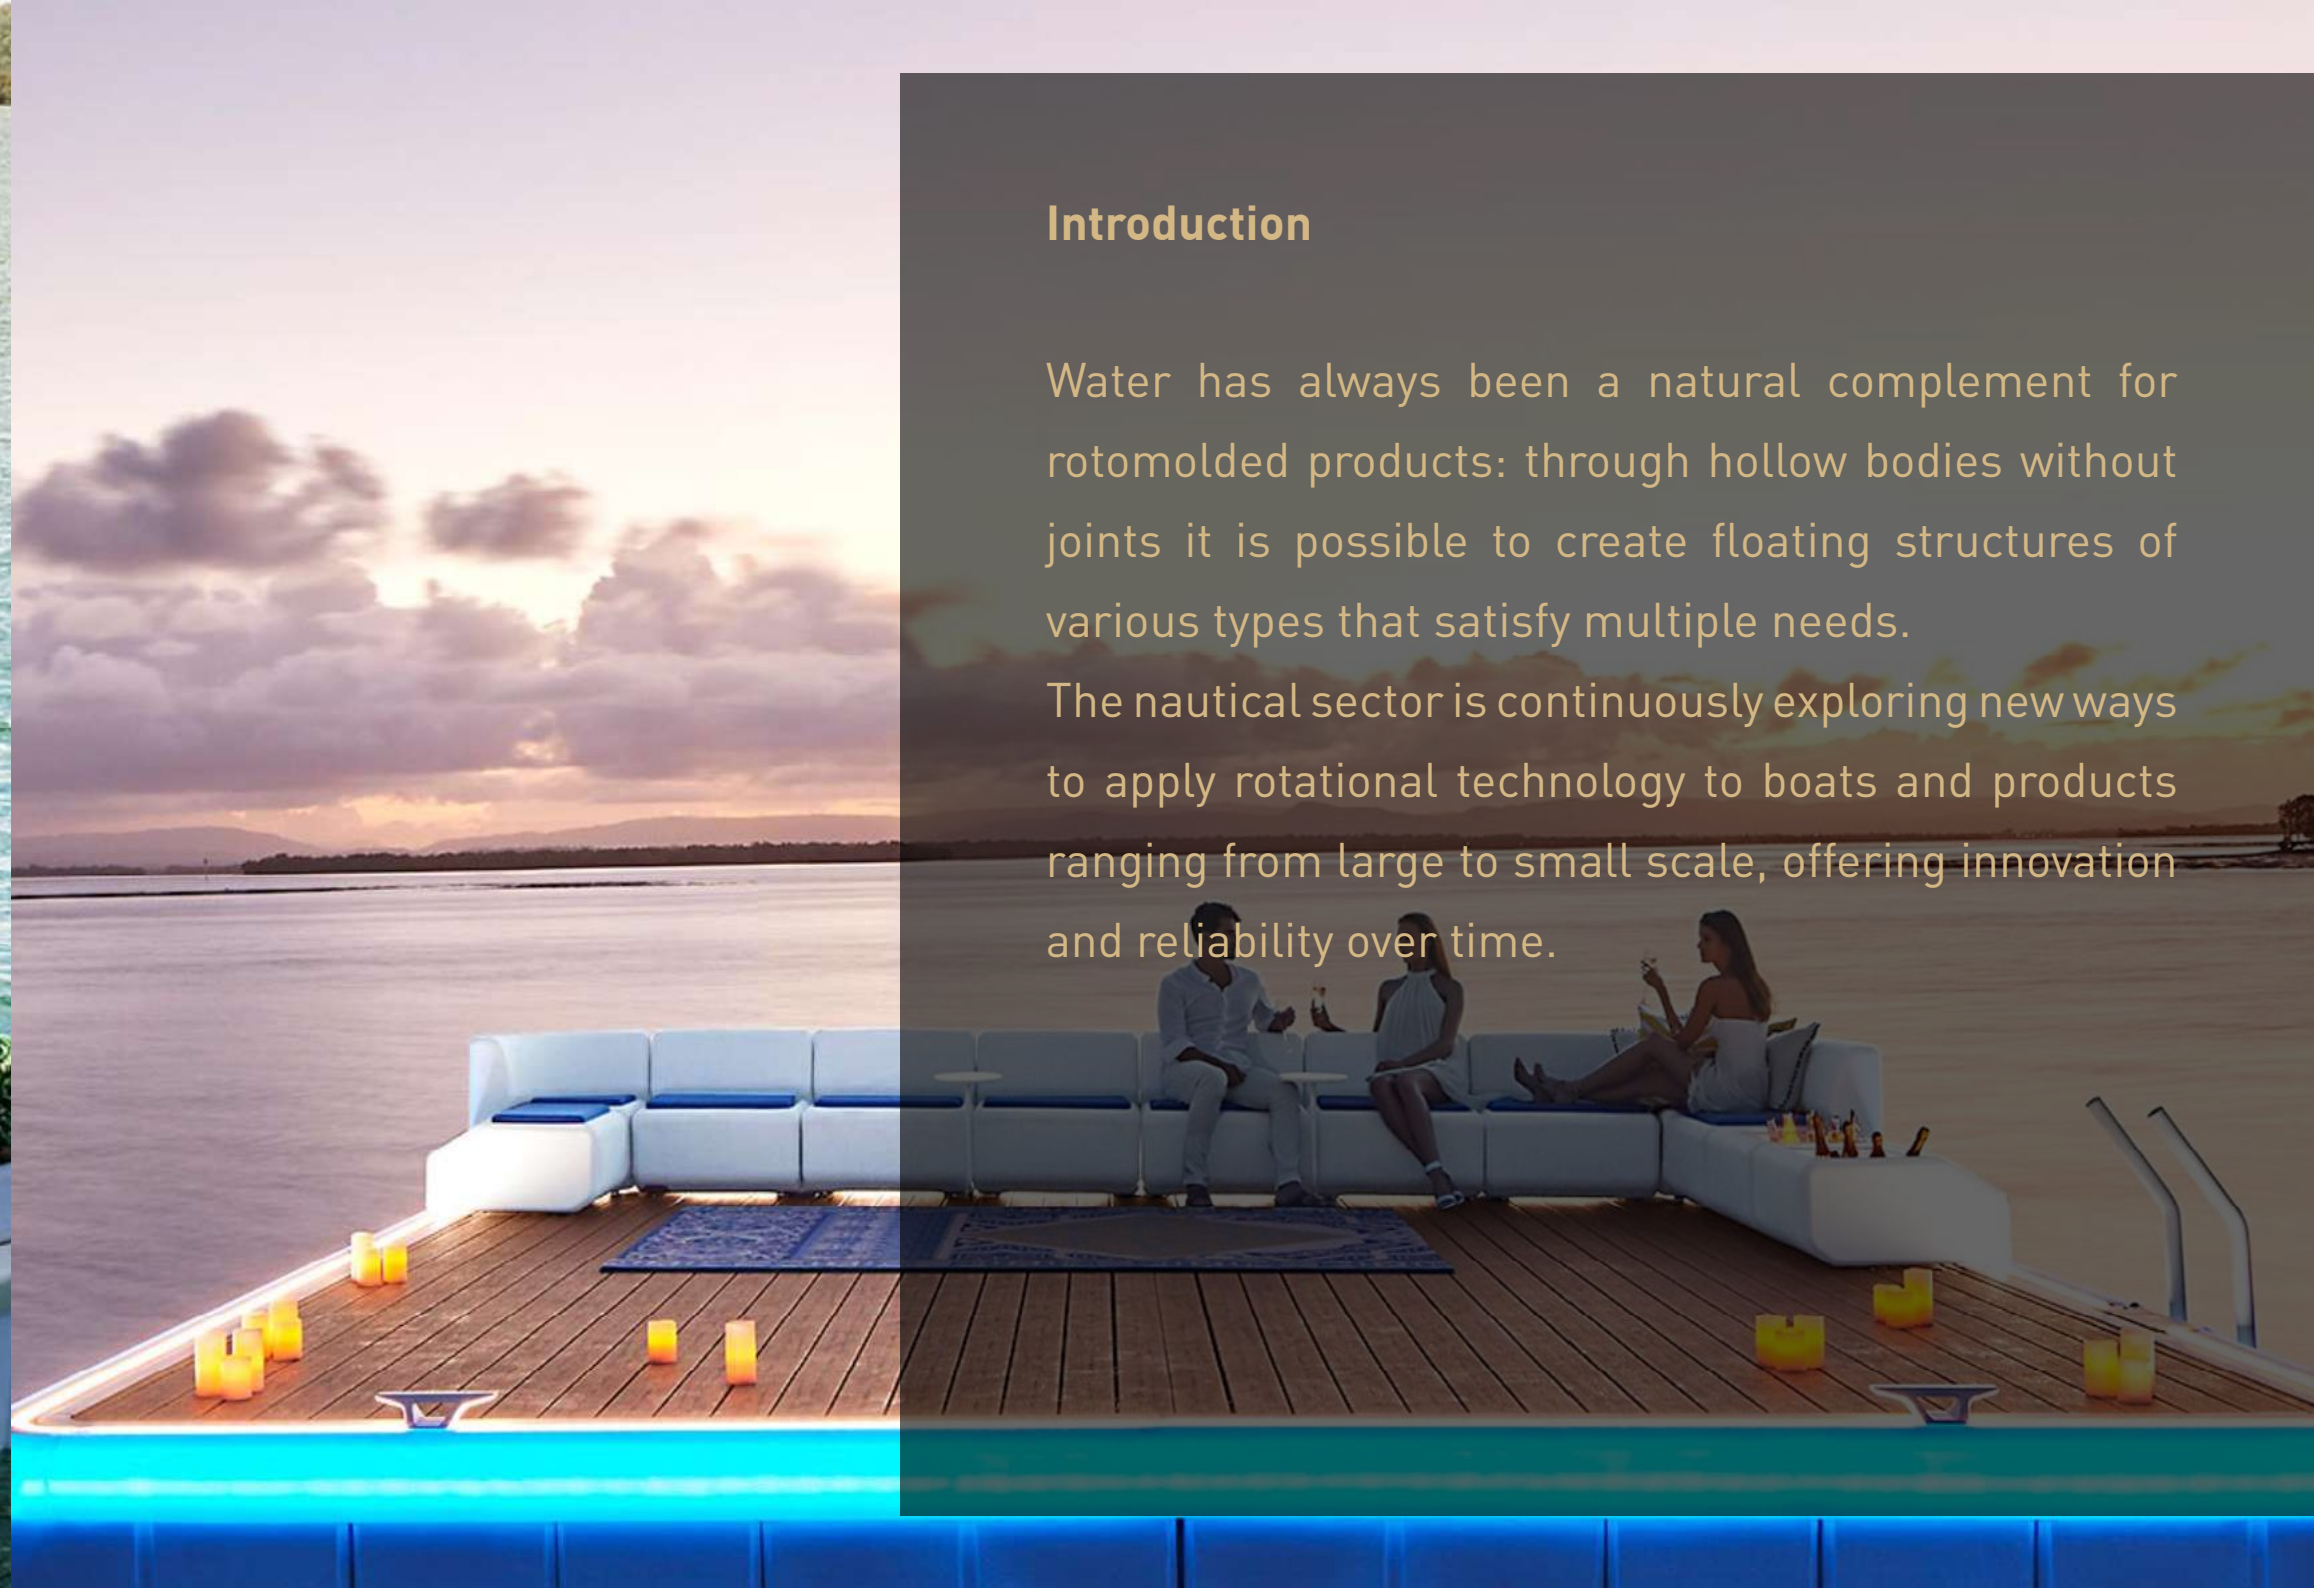 Introduction
Water has always been a natural complement for
rotomolded products: through hollow bodies without
joints it is possible to create floating structures of
various types that satisfy multiple needs.
The nautical sector is continuously exploring new ways
to apply rotational technology to boats and products
ranging from large to small scale, offering innovation
and reliability over time.